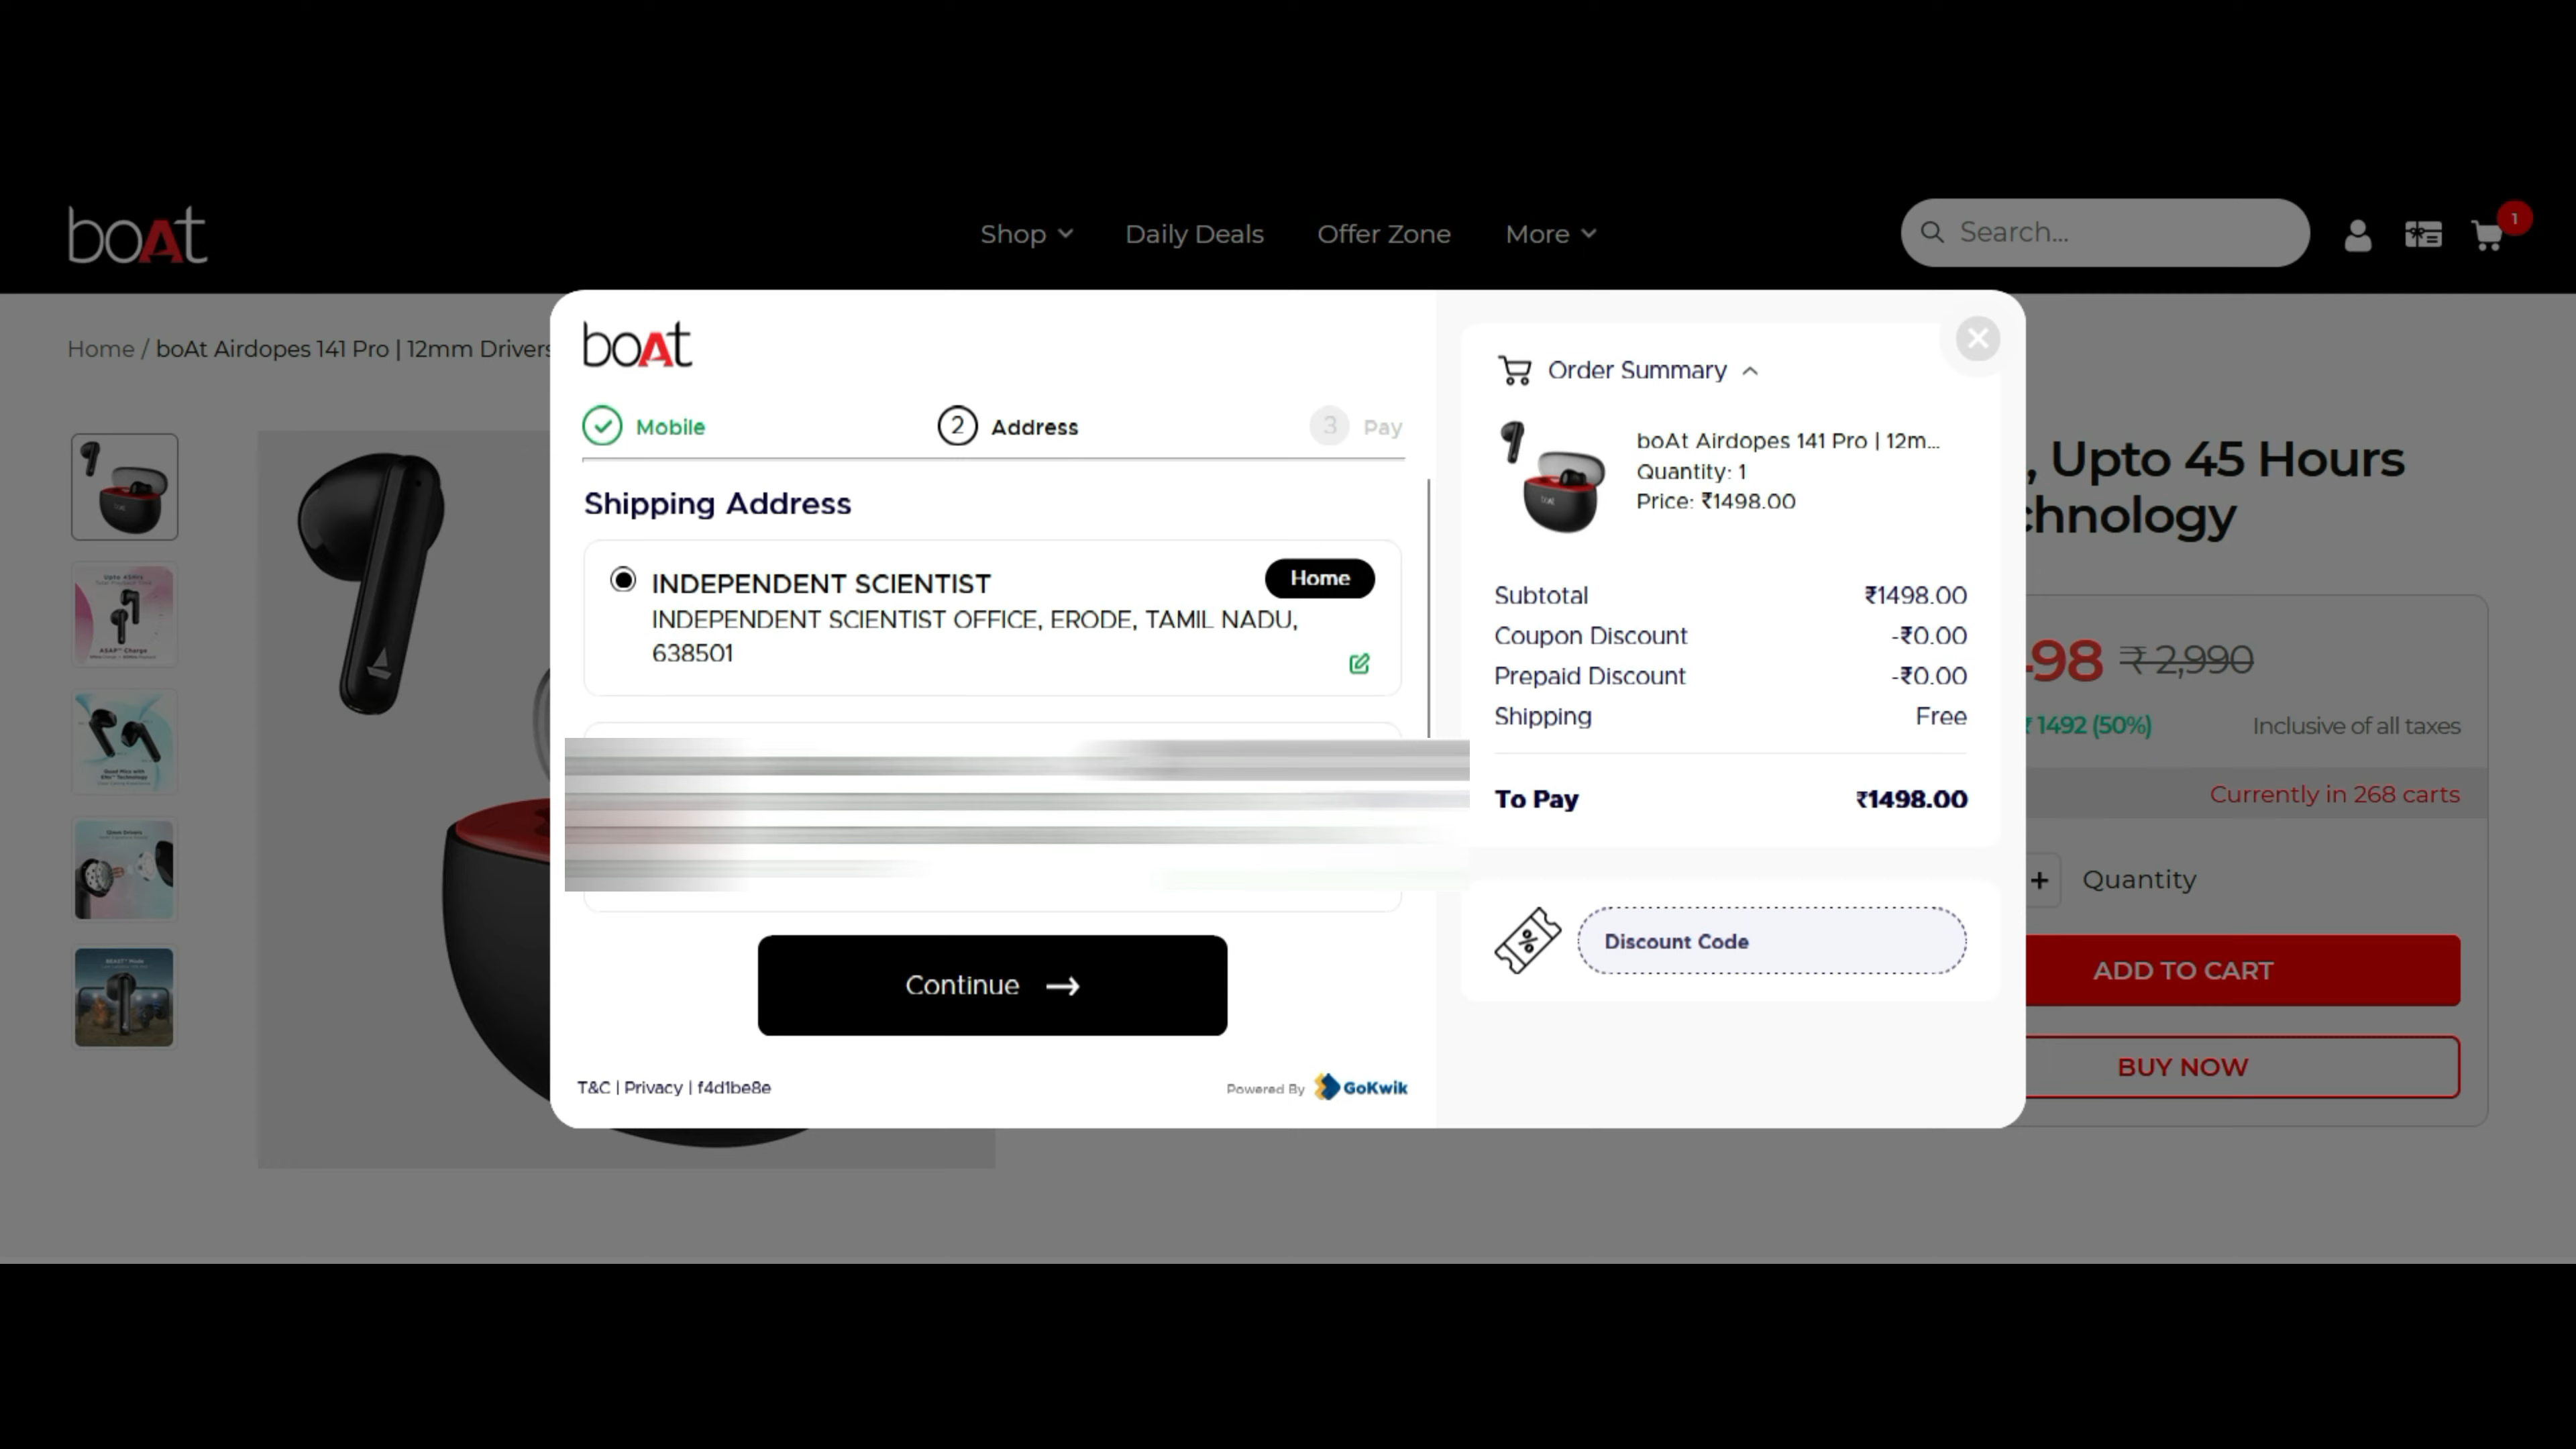 boAt
Shop
Daily Deals
Offer Zone
More
Search...
1
Home / boAt Airdopes 141 Pro | 12mm Drivers
boAt
Mobile
2 Address
3 Pay
Shipping Address
INDEPENDENT SCIENTIST
Home
INDEPENDENT SCIENTIST OFFICE, ERODE, TAMIL NADU,
638501
Continue
T&C | Privacy | f4d1be8e
Powered By GoKwik
Order Summary
boAt Airdopes 141 Pro | 12m...
Quantity: 1
Price: ₹1498.00
Subtotal ₹1498.00
Coupon Discount -₹0.00
Prepaid Discount -₹0.00
Shipping Free
To Pay ₹1498.00
Discount Code
, Upto 45 Hours
chnology
498 ₹ 2,990
₹ 1492 (50%) Inclusive of all taxes
Currently in 268 carts
+ Quantity
ADD TO CART
BUY NOW